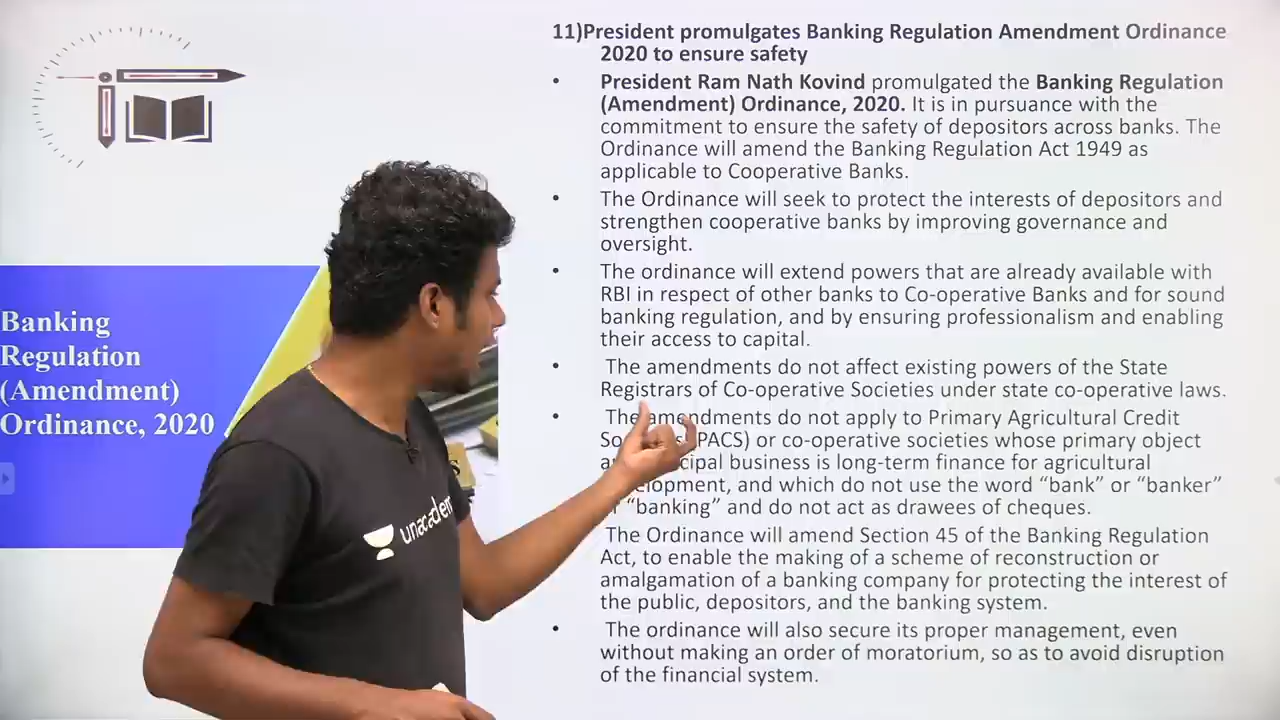 11)President promulgates Banking Regulation Amendment Ordinance
2020 to ensure safety
• President Ram Nath Kovind promulgated the Banking Regulation
(Amendment) Ordinance, 2020. It is in pursuance with the
commitment to ensure the safety of depositors across banks. The
Ordinance will amend the Banking Regulation Act 1949 as
applicable to Cooperative Banks.
• The Ordinance will seek to protect the interests of depositors and
strengthen cooperative banks by improving governance and
oversight.
• The ordinance will extend powers that are already available with
RBI in respect of other banks to Co-operative Banks and for sound
banking regulation, and by ensuring professionalism and enabling
their access to capital.
• The amendments do not affect existing powers of the State
Registrars of Co-operative Societies under state co-operative laws.
• The amendments do not apply to Primary Agricultural Credit
(PACS) or co-operative societies whose primary object
business is long-term finance for agricultural
and which do not use the word “bank” or “banker”
“banking” and do not act as drawees of cheques.
The Ordinance will amend Section 45 of the Banking Regulation
Act, to enable the making of a scheme of reconstruction or
amalgamation of a banking company for protecting the interest of
the public, depositors, and the banking system.
• The ordinance will also secure its proper management, even
without making an order of moratorium, so as to avoid disruption
of the financial system.
Banking
Regulation
(Amendment)
Ordinance, 2020
unacademy